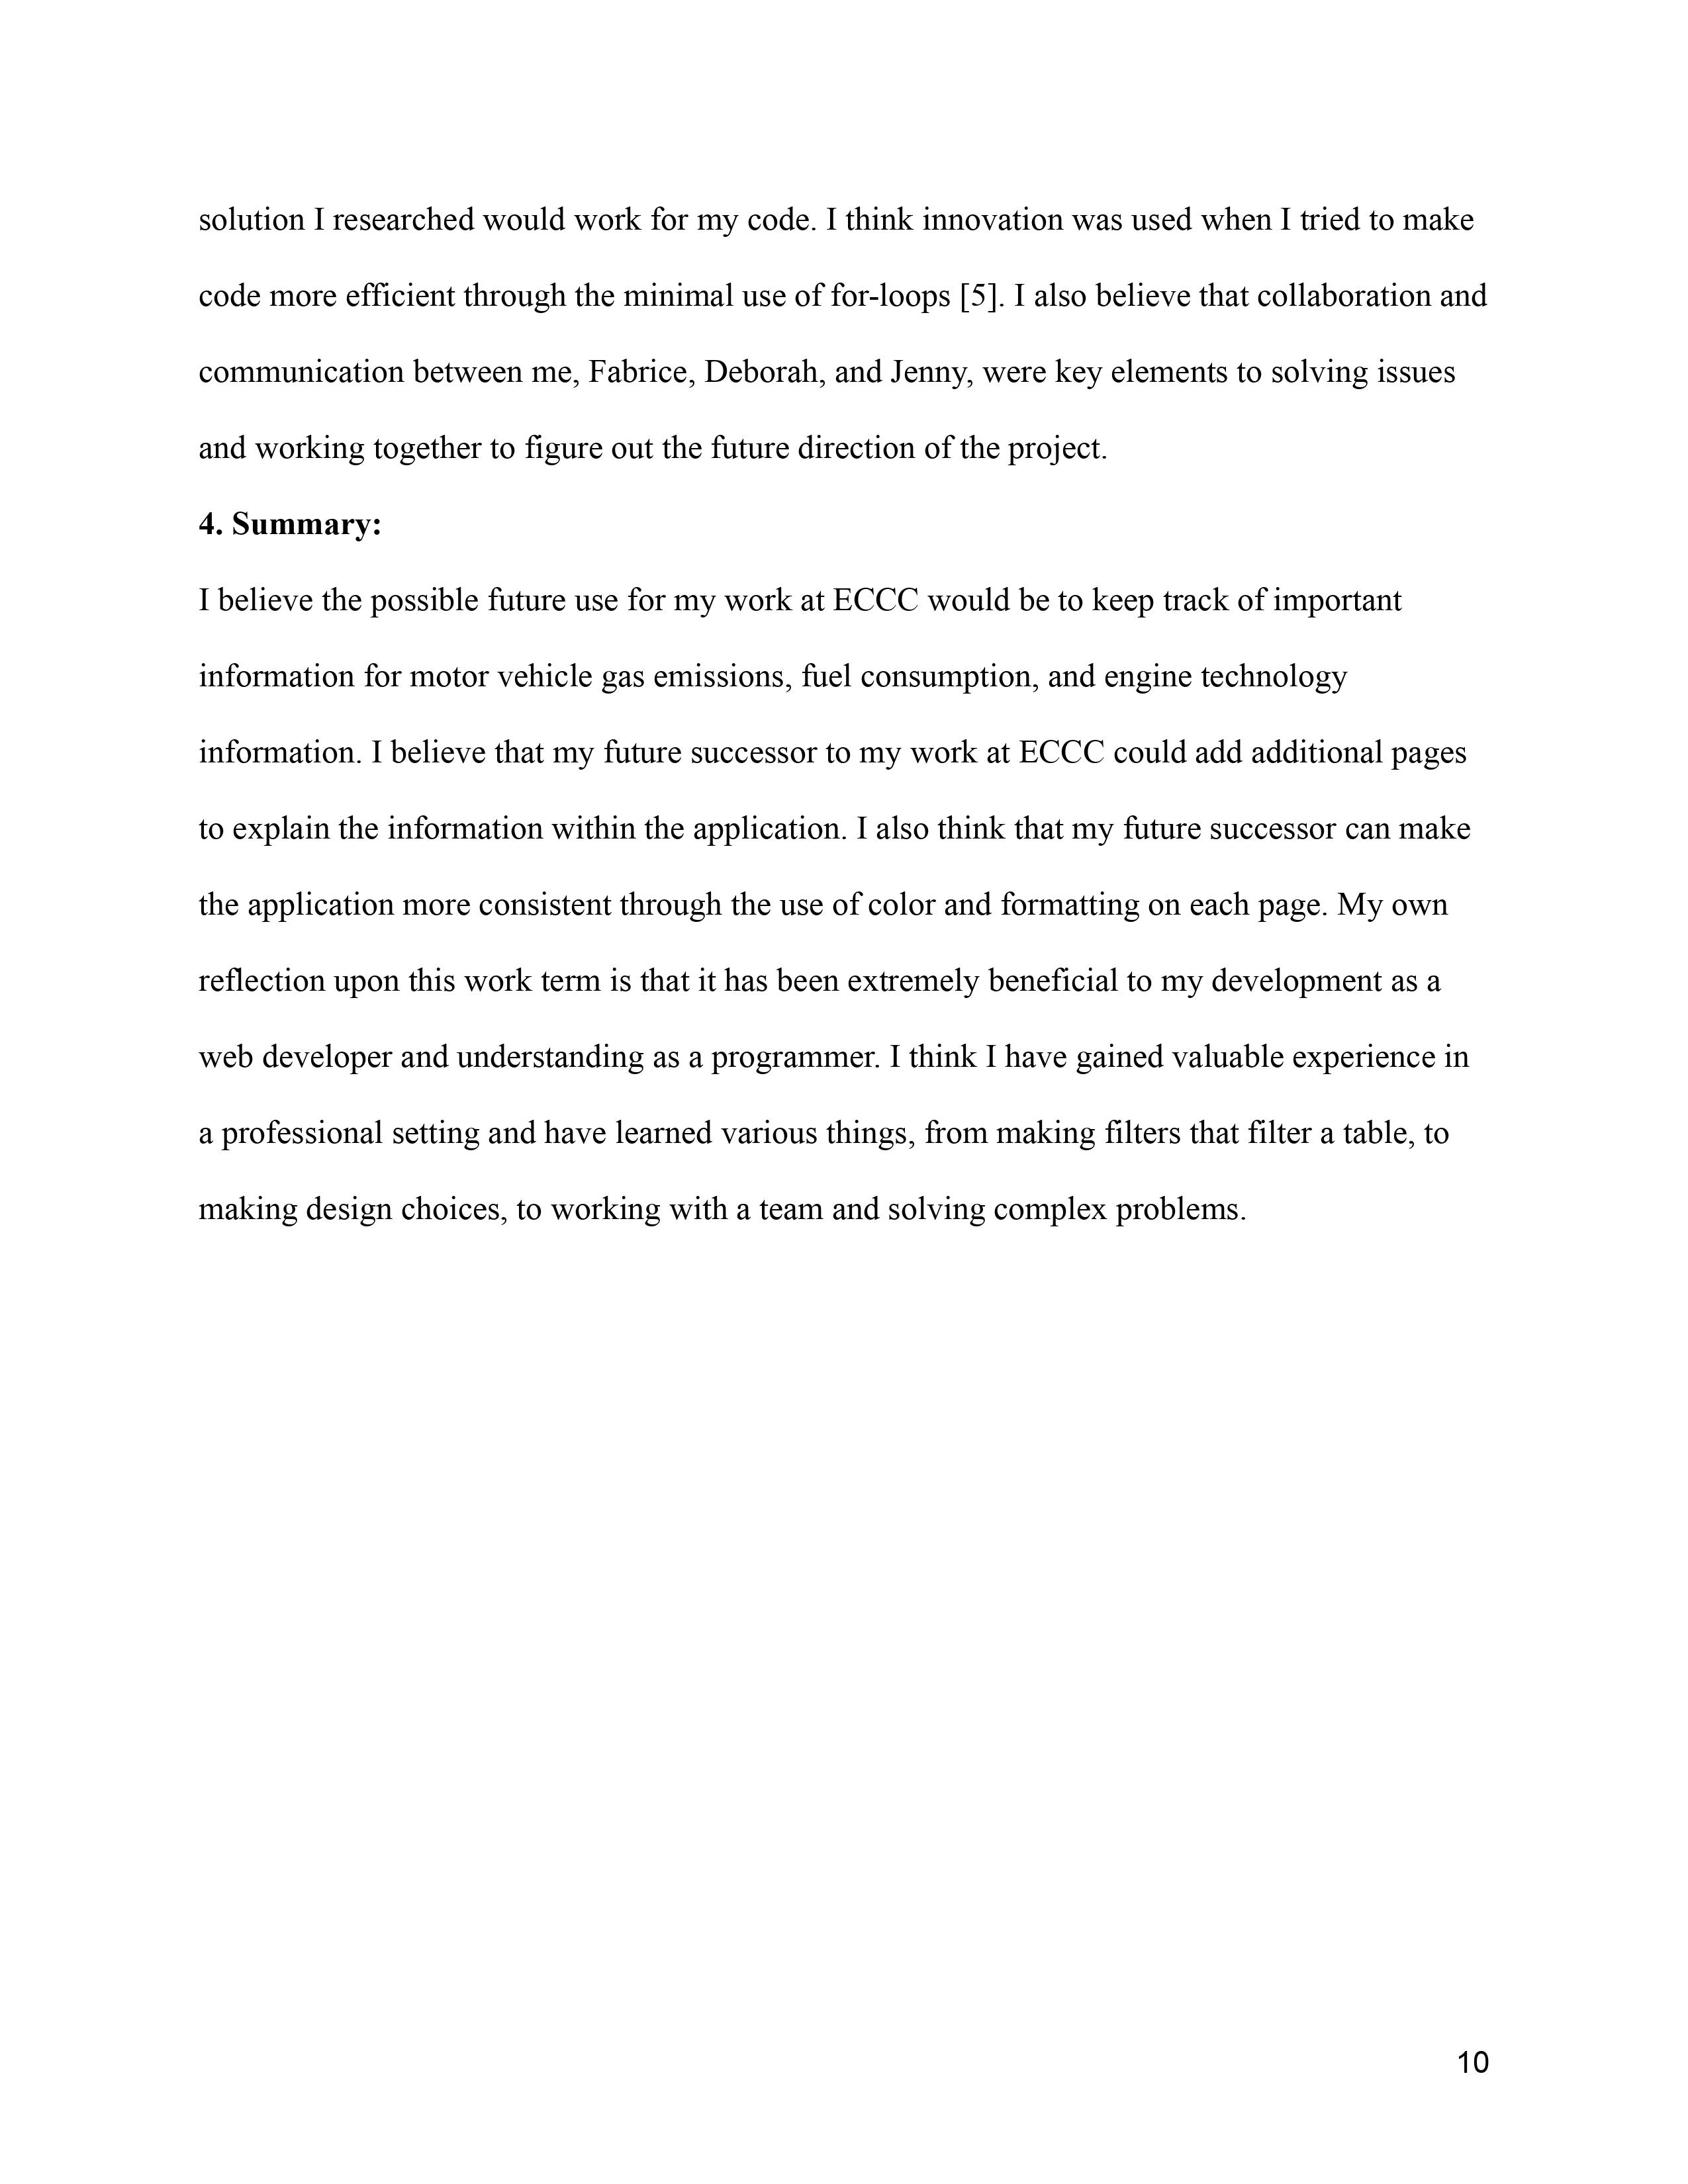 solution I researched would work for my code. I think innovation was used when I tried to make
code more efficient through the minimal use of for-loops [5]. I also believe that collaboration and
communication between me, Fabrice, Deborah, and Jenny, were key elements to solving issues
and working together to figure out the future direction of the project.
4. Summary:
I believe the possible future use for my work at ECCC would be to keep track of important
information for motor vehicle gas emissions, fuel consumption, and engine technology
information. I believe that my future successor to my work at ECCC could add additional pages
to explain the information within the application. I also think that my future successor can make
the application more consistent through the use of color and formatting on each page. My own
reflection upon this work term is that it has been extremely beneficial to my development as a
web developer and understanding as a programmer. I think I have gained valuable experience in
a professional setting and have learned various things, from making filters that filter a table, to
making design choices, to working with a team and solving complex problems.
10